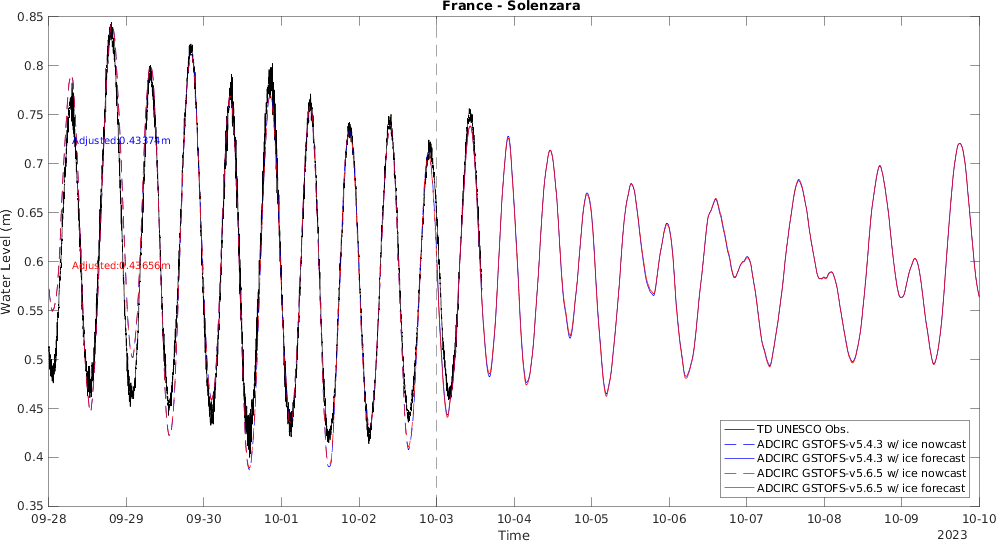 France - Solenzara
0.85
0.8
0.75
0.7
0.65
0.6
0.55
0.5
0.45
0.4
0.35
Water Level (m)
Adjusted:0.43374m
Adjusted:0.43656m
TD UNESCO Obs.
ADCIRC GSTOFS-v5.4.3 w/ ice nowcast
ADCIRC GSTOFS-v5.4.3 w/ ice forecast
ADCIRC GSTOFS-v5.6.5 w/ ice nowcast
ADCIRC GSTOFS-v5.6.5 w/ ice forecast
09-28 09-29 09-30 10-01 10-02 10-03 10-04 10-05 10-06 10-07 10-08 10-09 10-10
Time
2023